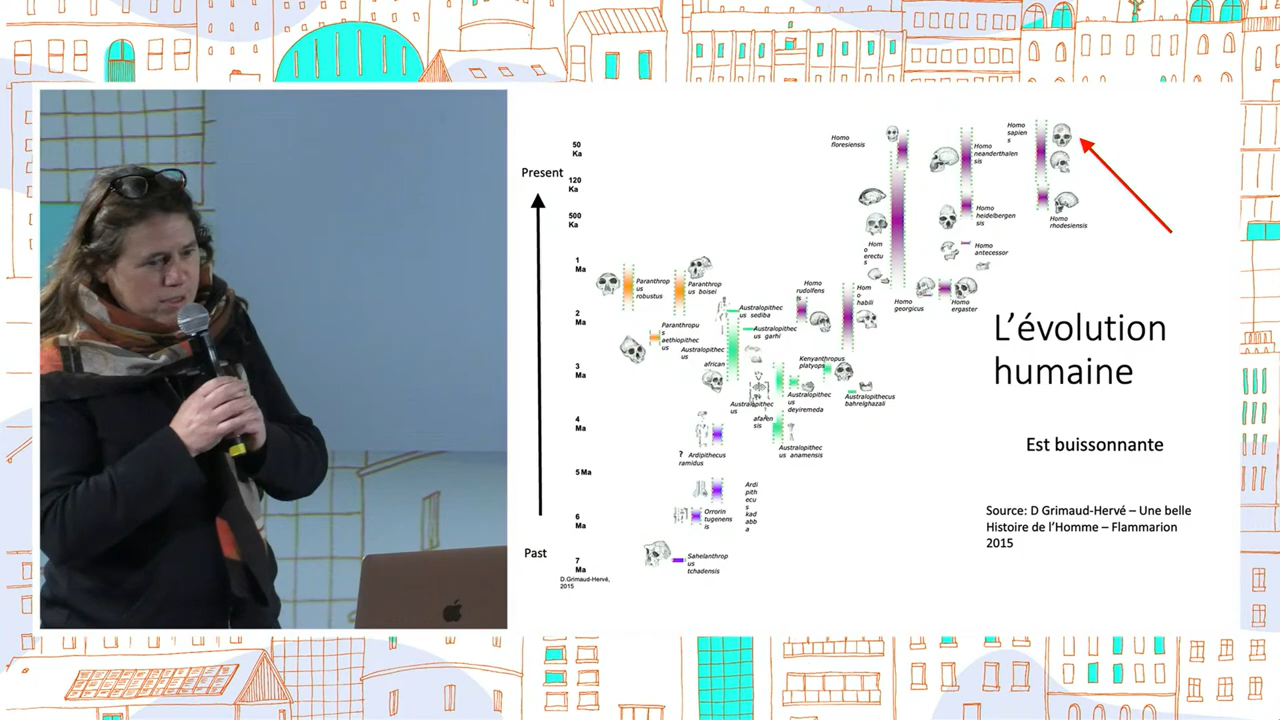 Present
Past
50
Ka
120
Ka
500
Ka
1
Ma
2
Ma
3
Ma
4
Ma
5 Ma
6
Ma
7
Ma
D.Grimaud-Hervé,
2015
Homo
floresiensis
Homo
neanderthalen
sis
Homo
sapien
s
Homo
heidelbergen
sis
Homo
rhodesiensis
Homo
antecessor
Hom
o
erectu
s
Homo
georgicus
Homo
ergaster
Hom
o
habili
Homo
rudolfens
is
Paranthrop
us
robustus
Paranthrop
us boisei
Paranthropu
s
aethiopithec
us
Australopithec
us sediba
Australopithec
us garhi
Australopithec
us
african
Kenyanthropus
platyops
Australopithec
us
deyiremeda
Australopithecus
bahrelghazali
Australopithec
us
afaren
sis
Australopithec
us anamensis
? Ardipithecus
ramidus
Ardi
pith
ecu
s
kad
abb
a
Orrorin
tugenens
is
Sahelanthrop
us
tchadensis
L’évolution
humaine
Est buissonnante
Source: D Grimaud-Hervé – Une belle
Histoire de l’Homme – Flammarion
2015